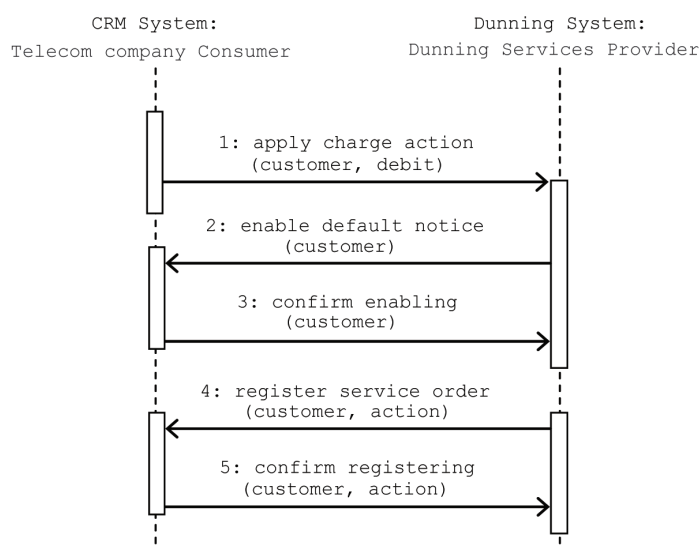 CRM System:
Telecom company Consumer
Dunning System:
Dunning Services Provider
1: apply charge action
(customer, debit)
2: enable default notice
(customer)
3: confirm enabling
(customer)
4: register service order
(customer, action)
5: confirm registering
(customer, action)